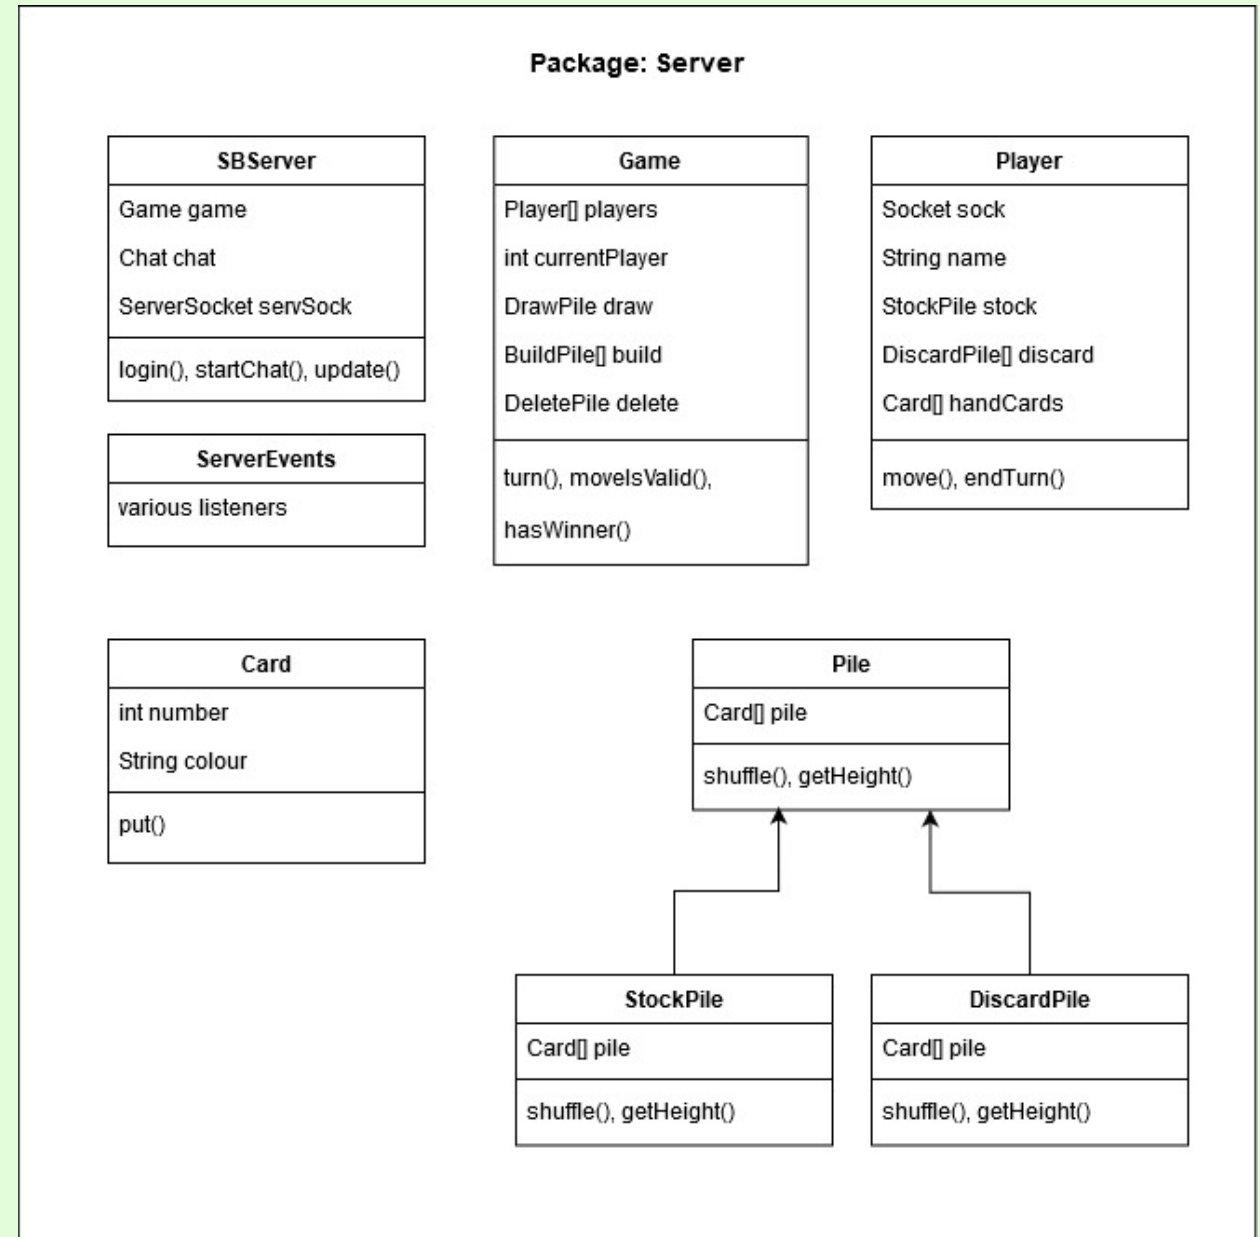 Package: Server
SBServer
Game game
Chat chat
ServerSocket servSock
login(), startChat(), update()
ServerEvents
various listeners
Game
Player[] players
int currentPlayer
DrawPile draw
BuildPile[] build
DeletePile delete
turn(), moveIsValid(),
hasWinner()
Player
Socket sock
String name
StockPile stock
DiscardPile[] discard
Card[] handCards
move(), endTurn()
Card
int number
String colour
put()
Pile
Card[] pile
shuffle(), getHeight()
StockPile
Card[] pile
shuffle(), getHeight()
DiscardPile
Card[] pile
shuffle(), getHeight()